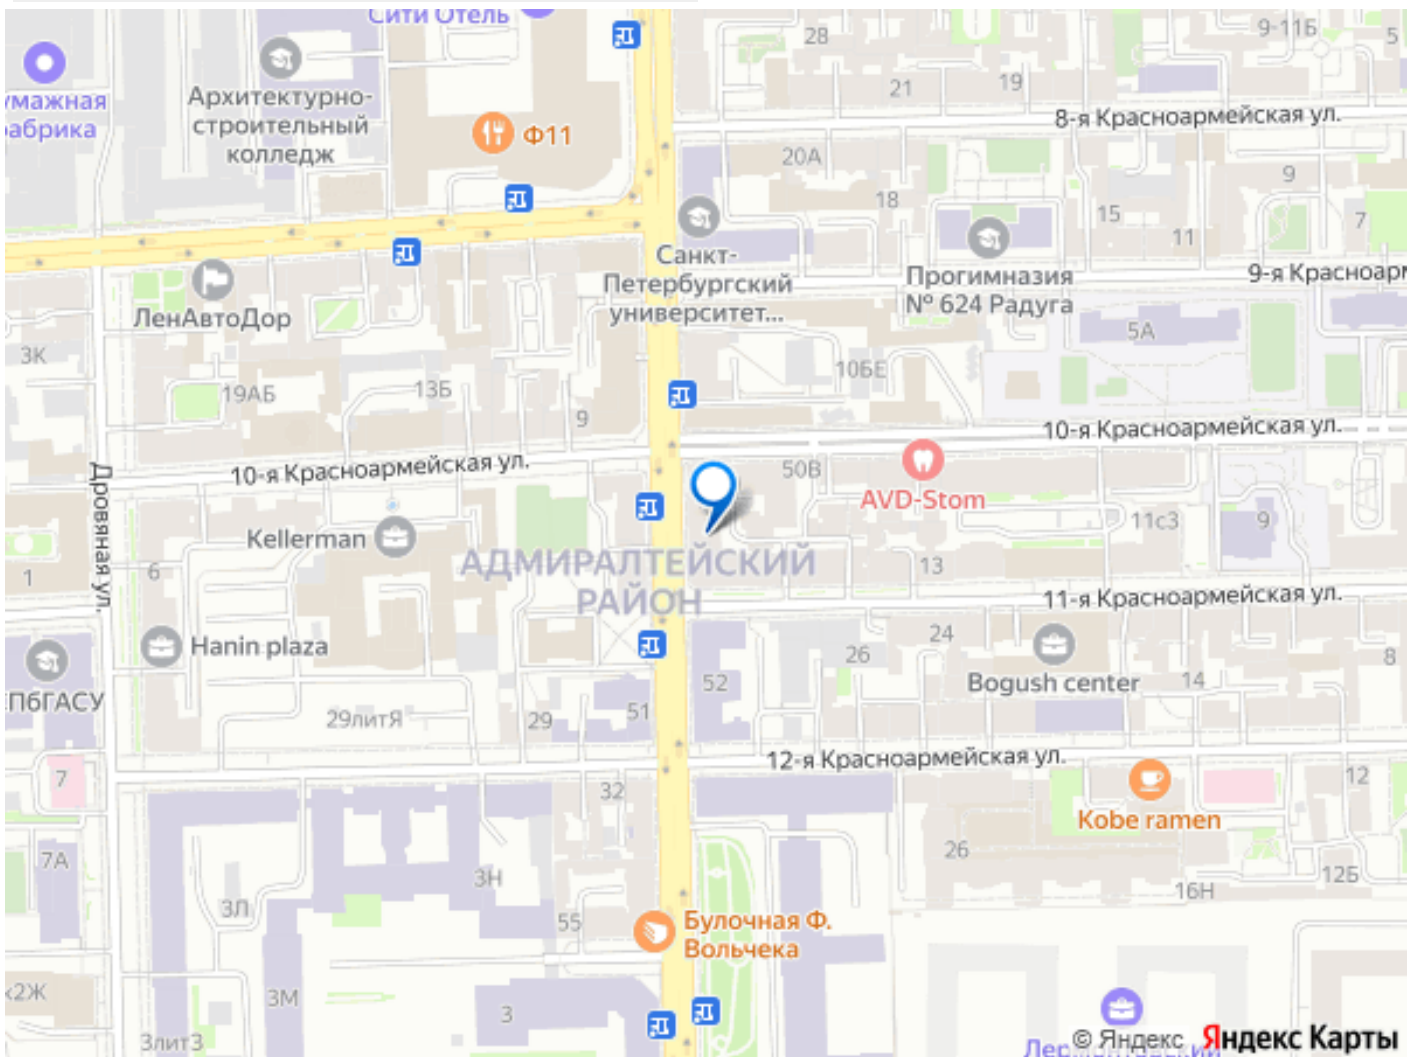 Сити Отель
28
9-11Б
5
умажная
абрика
Архитектурно-
строительный
колледж
Ф11
21
19
8-я Красноармейская ул.
20А
18
9
15
7
11
Санкт-
Петербургский
университет...
Прогимназия
№ 624 Радуга
9-я Красноарм
ЛенАвтоДор
3К
5А
10БЕ
19АБ
13Б
9
10-я Красноармейская ул.
10-я Красноармейская ул.
50В
AVD-Stom
Дровяная ул.
Kellerman
11с3
9
АДМИРАЛТЕЙСКИЙ
РАЙОН
1
6
13
11-я Красноармейская ул.
Hanin plaza
24
26
8
Bogush center
14
ПбГАСУ
52
51
29литЯ
29
12-я Красноармейская ул.
7
32
12
Kobe ramen
26
7А
3Н
12Б
16Н
3Л
55
Булочная Ф.
Вольчека
к2Ж
3М
3
3лит3
Лермонтовский
© Яндекс Яндекс Карты